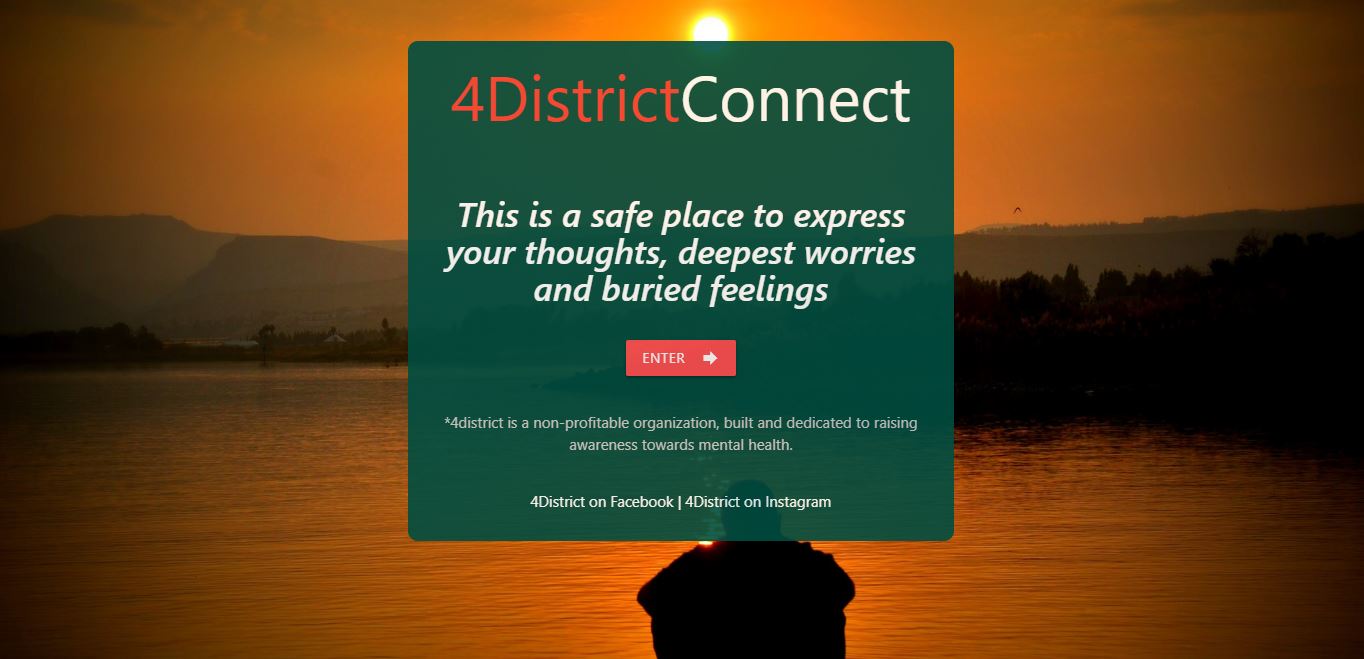 4DistrictConnect
This is a safe place to express
your thoughts, deepest worries
and buried feelings
ENTER
*4district is a non-profitable organization, built and dedicated to raising
awareness towards mental health.
4District on Facebook | 4District on Instagram